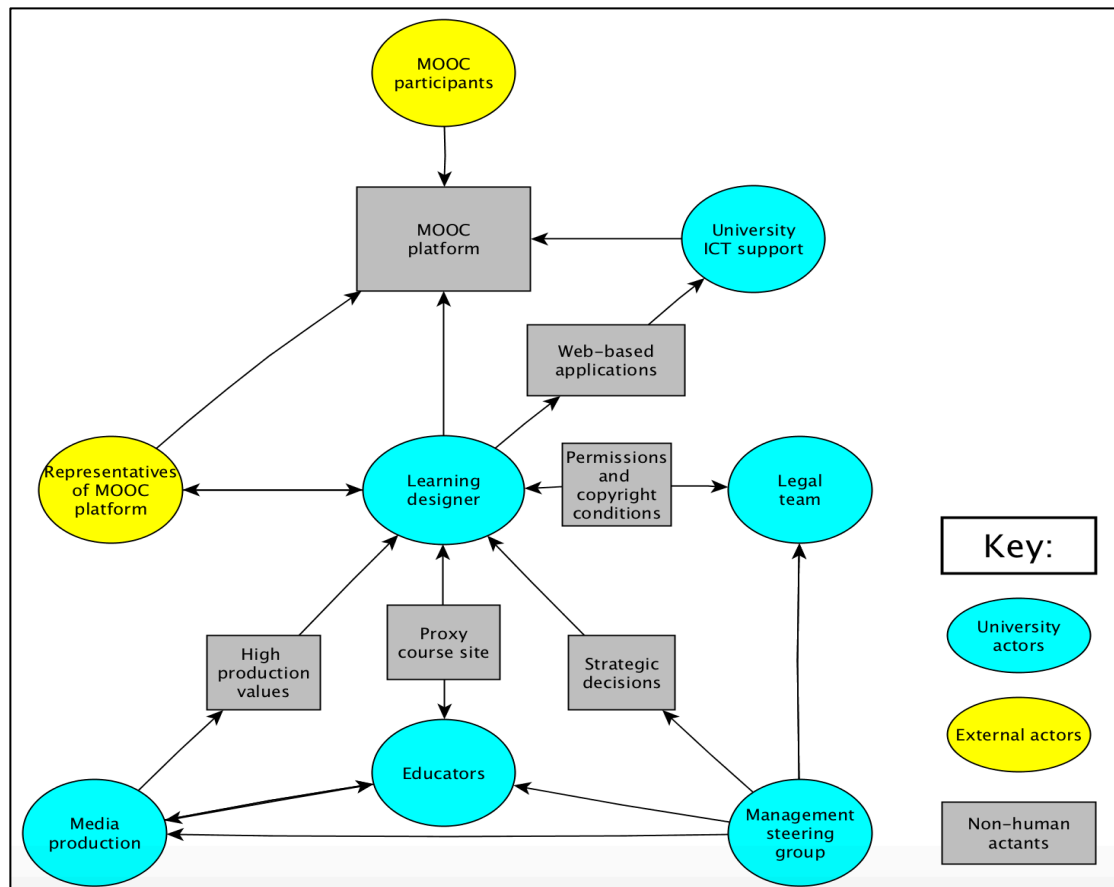 MOOC
participants
MOOC
platform
University
ICT support
Web-based
applications
Representatives
of MOOC
platform
Learning
designer
Permissions
and
copyright
conditions
Legal
team
Key:
University
actors
High
production
values
Proxy
course site
Strategic
decisions
External actors
Educators
Media
production
Management
steering
group
Non-human
actants